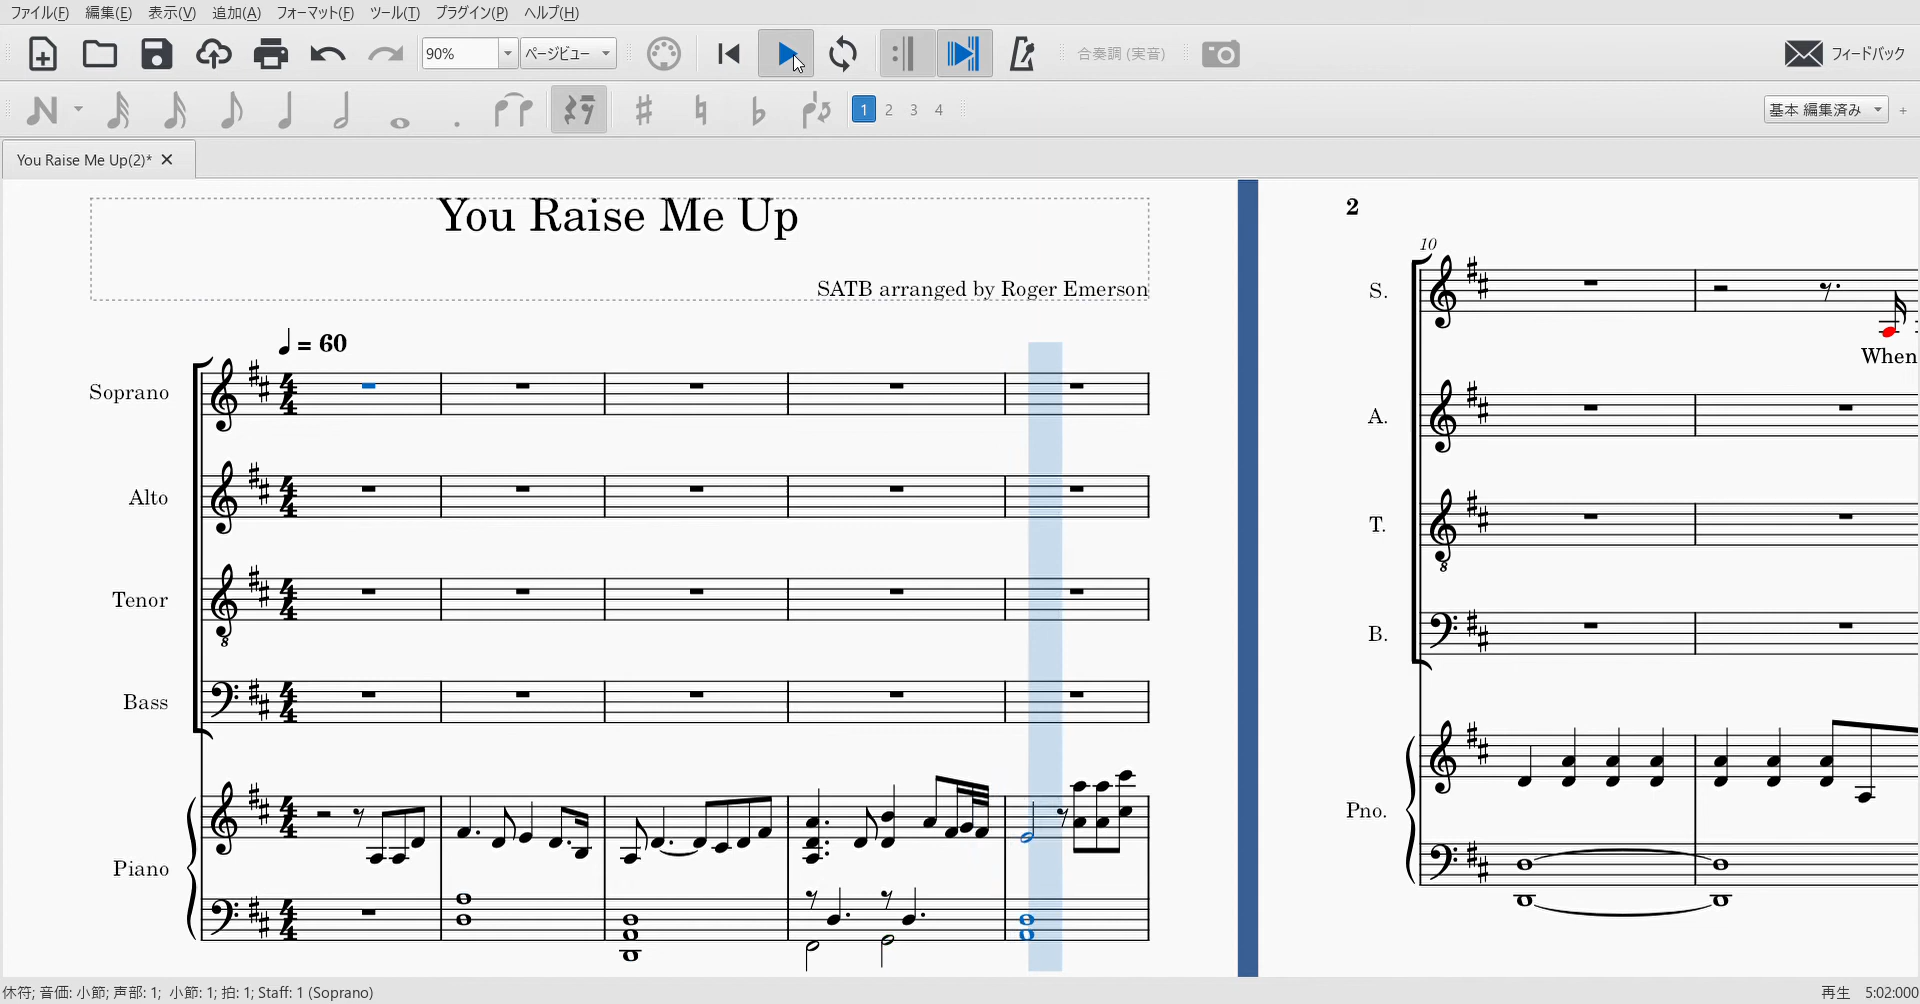 ファイル(F) 編集(E) 表示(V) 追加(A) フォーマット(F) ツール(T) プラグイン(P) ヘルプ(H)
90% ページビュー 合奏調 (実音) フィードバック
1 2 3 4 基本 編集済み +
You Raise Me Up(2)*
You Raise Me Up
SATB arranged by Roger Emerson
= 60
Soprano
Alto
Tenor
Bass
Piano
2
10
S.
When
A.
T.
B.
Pno.
休符; 音価: 小節; 声部: 1; 小節: 1; 拍: 1; Staff: 1 (Soprano) 再生 5:02:000